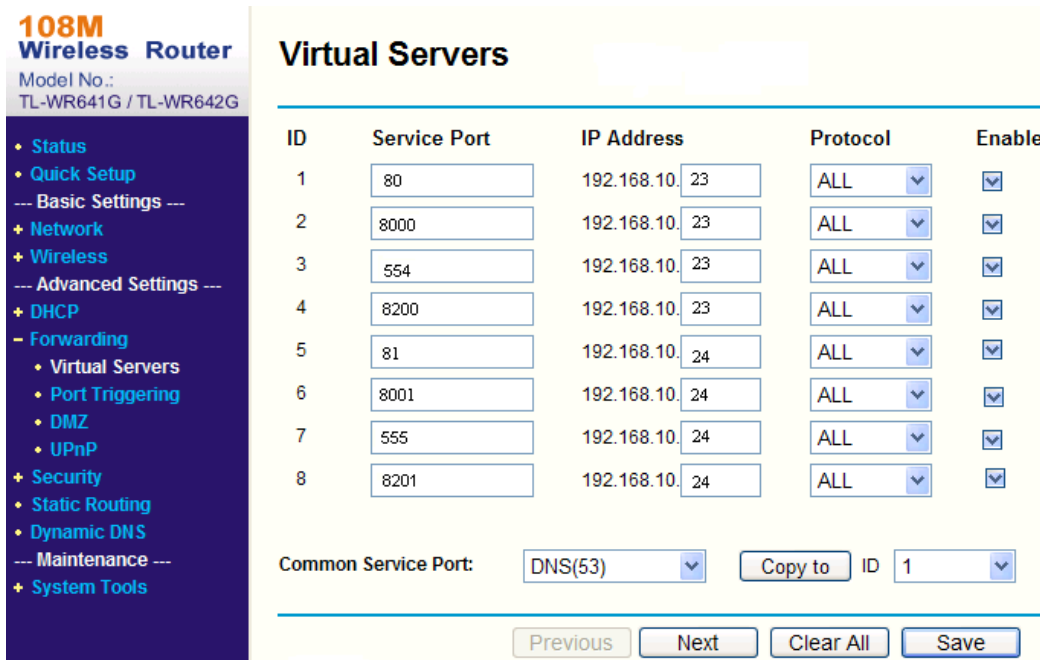 108M
Wireless Router
Model No.:
TL-WR641G / TL-WR642G
Status
Quick Setup
--- Basic Settings ---
+ Network
+ Wireless
--- Advanced Settings ---
+ DHCP
− Forwarding
Virtual Servers
Port Triggering
DMZ
UPnP
+ Security
Static Routing
Dynamic DNS
--- Maintenance ---
+ System Tools
Virtual Servers
ID Service Port IP Address Protocol Enable
1 80 192.168.10. 23 ALL
2 8000 192.168.10. 23 ALL
3 554 192.168.10. 23 ALL
4 8200 192.168.10. 23 ALL
5 81 192.168.10. 24 ALL
6 8001 192.168.10. 24 ALL
7 555 192.168.10. 24 ALL
8 8201 192.168.10. 24 ALL
Common Service Port: DNS(53) Copy to ID 1
Previous Next Clear All Save